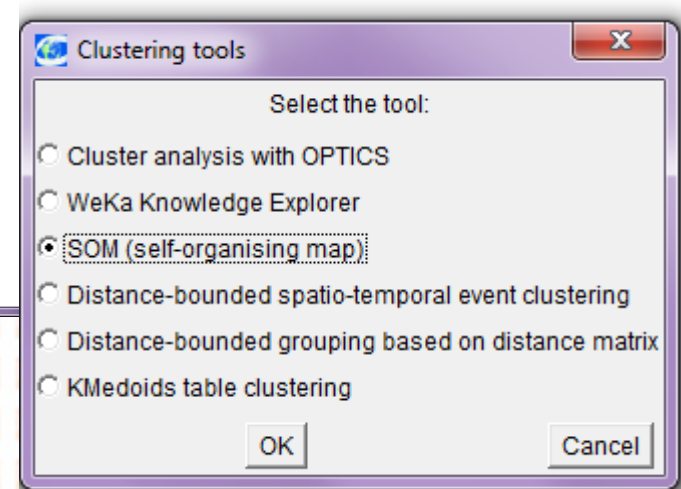 Clustering tools
Select the tool:
Cluster analysis with OPTICS
WeKa Knowledge Explorer
SOM (self-organising map)
Distance-bounded spatio-temporal event clustering
Distance-bounded grouping based on distance matrix
KMedoids table clustering
OK Cancel